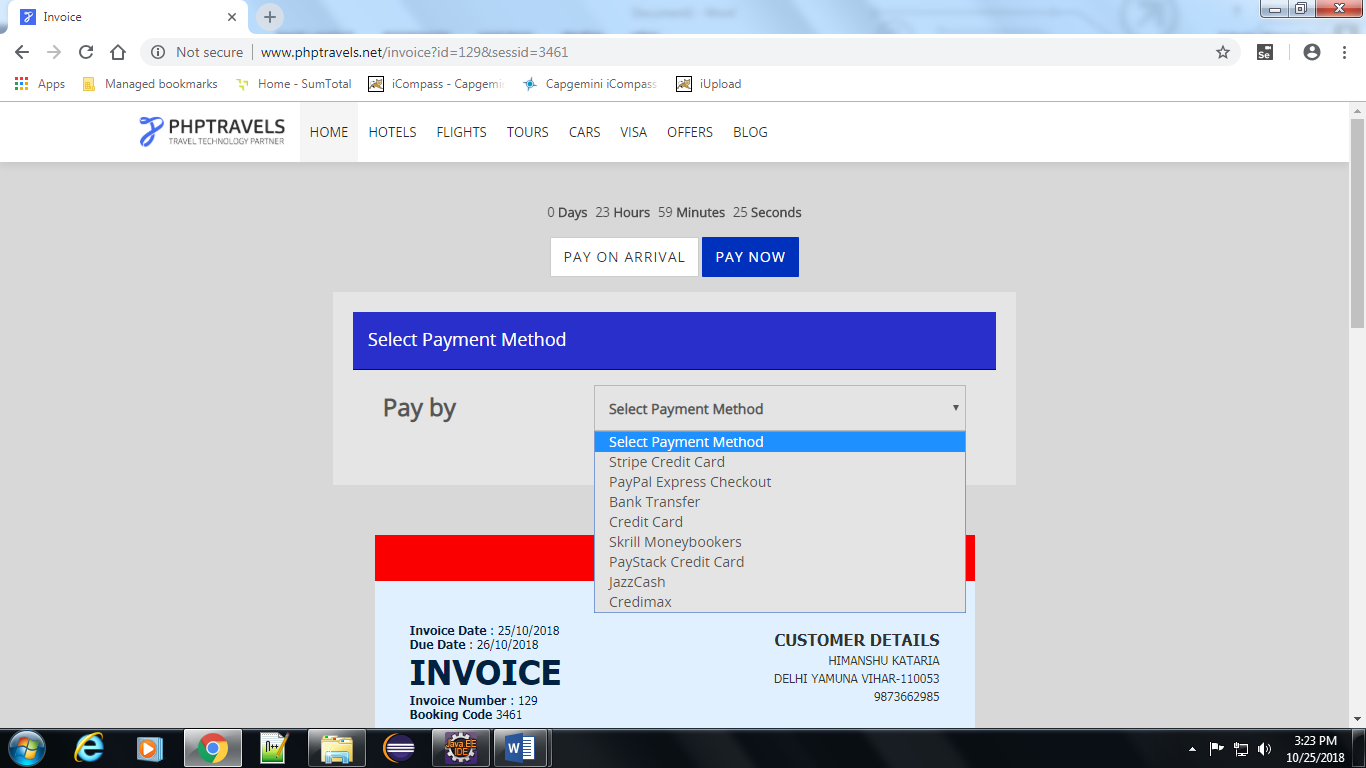 Invoice
Not secure
www.phptravels.net/invoice?id=129&sessid=3461
Se
Apps
Managed bookmarks
Home - SumTotal
iCompass - Capgemin
Capgemini iCompass
iUpload
PHPTRAVELS
TRAVEL TECHNOLOGY PARTNER
HOME HOTELS FLIGHTS TOURS CARS VISA OFFERS BLOG
0 Days 23 Hours 59 Minutes 25 Seconds
PAY ON ARRIVAL PAY NOW
Select Payment Method
Pay by
Select Payment Method
Select Payment Method
Stripe Credit Card
PayPal Express Checkout
Bank Transfer
Credit Card
Skrill Moneybookers
PayStack Credit Card
JazzCash
Credimax
Invoice Date : 25/10/2018
Due Date : 26/10/2018
INVOICE
Invoice Number : 129
Booking Code 3461
CUSTOMER DETAILS
HIMANSHU KATARIA
DELHI YAMUNA VIHAR-110053
9873662985
Java EE
IDE
3:23 PM
10/25/2018